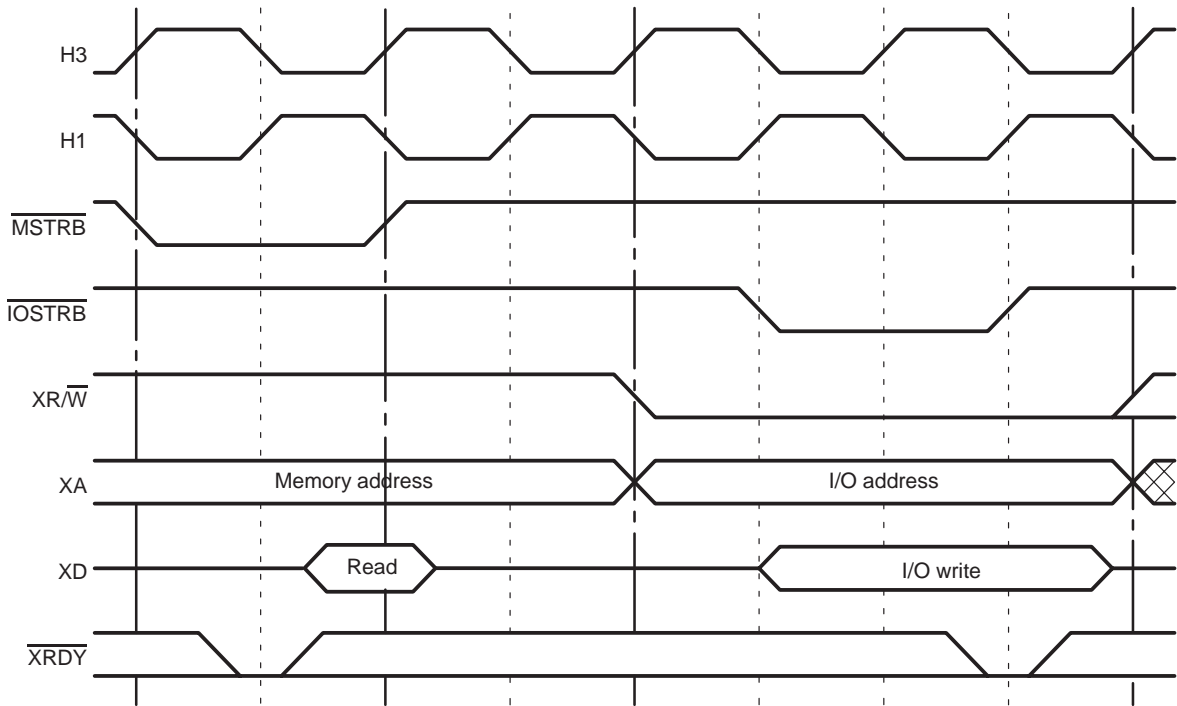 H3
H1
MSTRB
IOSTRB
XR/W
XA Memory address I/O address
XD Read I/O write
XRDY